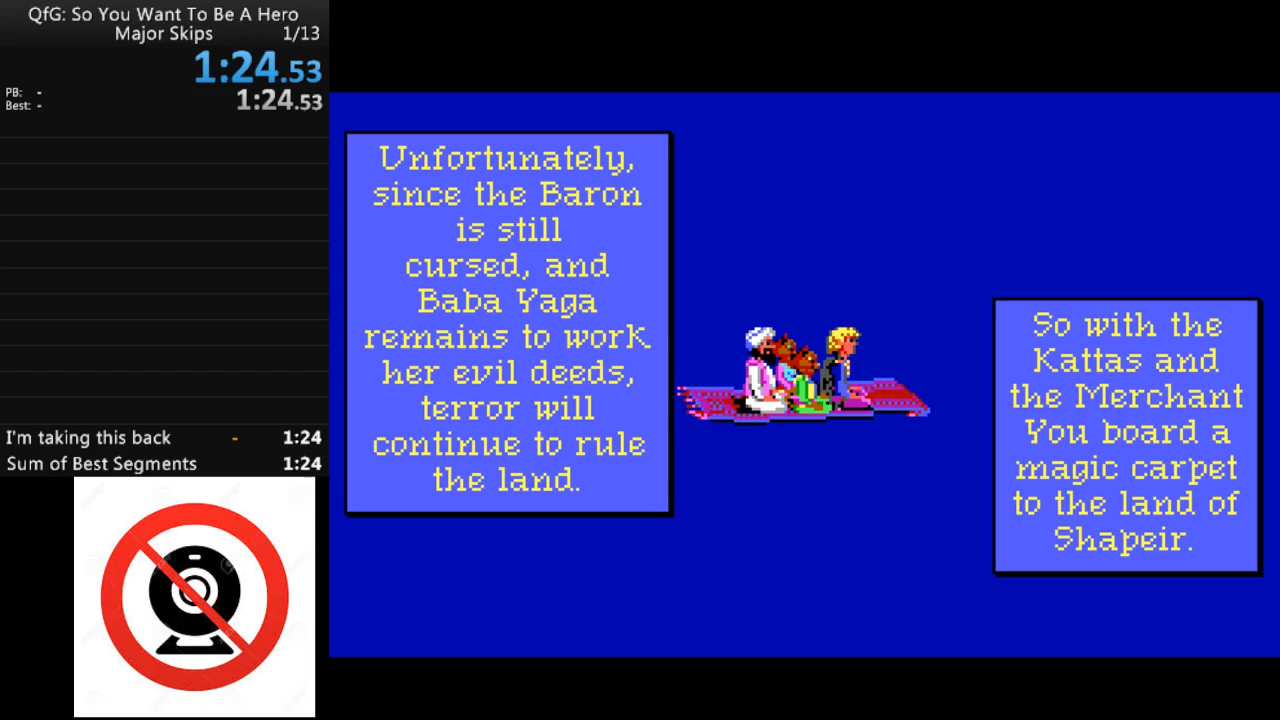 QfG: So You Want To Be A Hero
Major Skips 1/13
1:24.53
PB: -
1:24.53
Best: -
I'm taking this back - 1:24
Sum of Best Segments 1:24
Unfortunately,
since the Baron
is still
cursed, and
Baba Yaga
remains to work
her evil deeds,
terror will
continue to rule
the land.
So with the
Kattas and
the Merchant
You board a
magic carpet
to the land of
Shapeir.